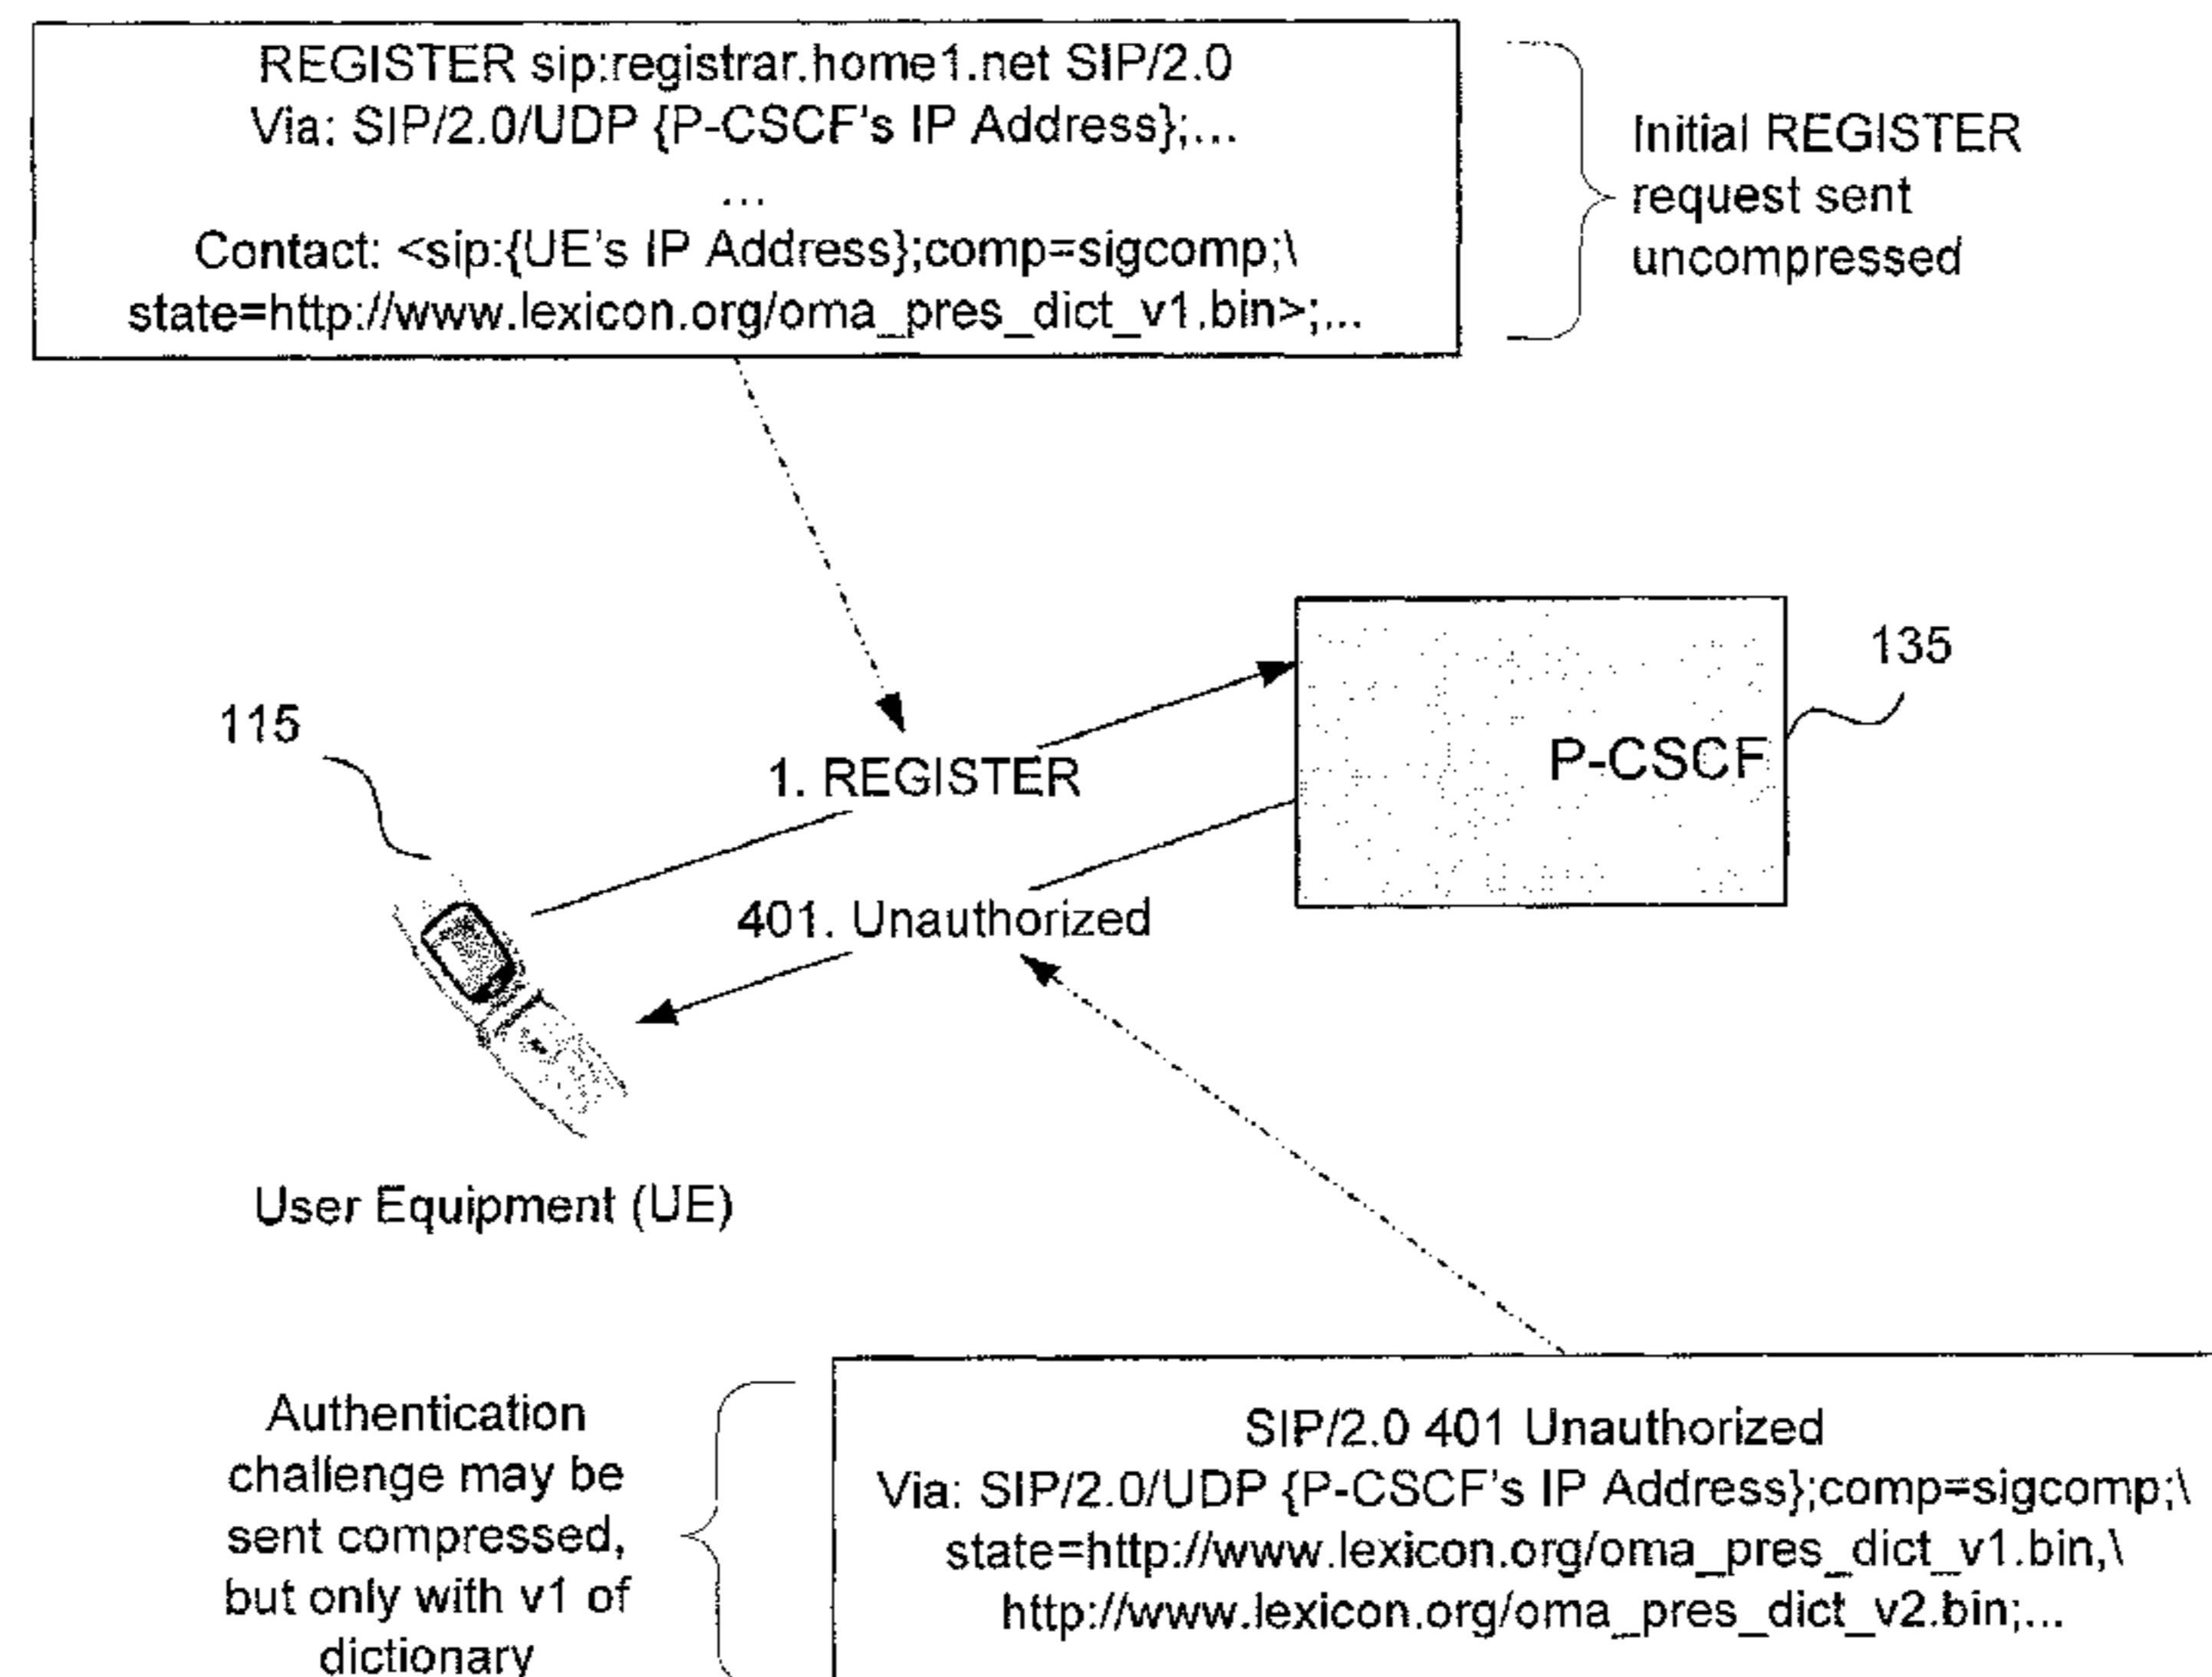 REGISTER sip:registrar.home1.net SIP/2.0
Via: SIP/2.0/UDP {P-CSCF's IP Address};...
...
Contact: <sip:{UE's IP Address};comp=sigcomp;\
state=http://www.lexicon.org/oma_pres_dict_v1.bin>;...
Initial REGISTER
request sent
uncompressed
135
115
P-CSCF
1. REGISTER
401. Unauthorized
User Equipment (UE)
Authentication
challenge may be
sent compressed,
but only with v1 of
dictionary
SIP/2.0 401 Unauthorized
Via: SIP/2.0/UDP {P-CSCF's IP Address};comp=sigcomp;\
state=http://www.lexicon.org/oma_pres_dict_v1.bin,\
http://www.lexicon.org/oma_pres_dict_v2.bin;...